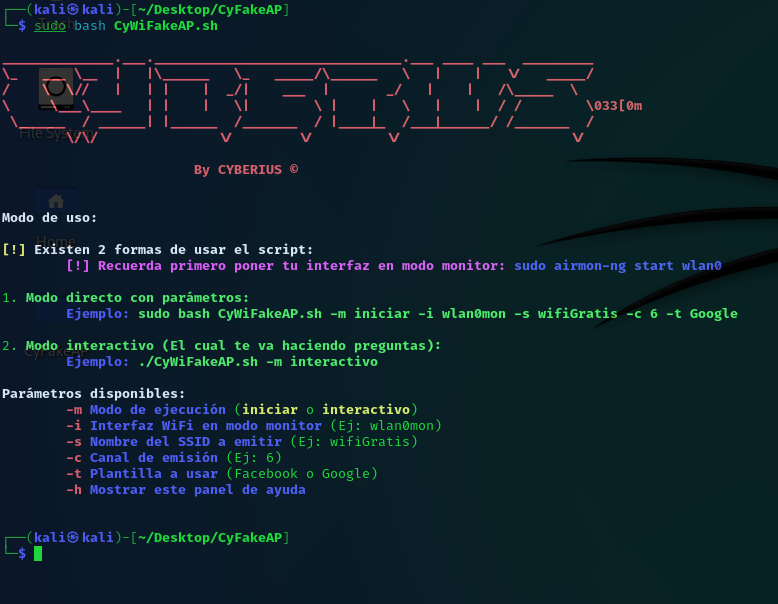 ┌──(kali㉿kali)-[~/Desktop/CyFakeAP]
└─$ sudo bash CyWiFakeAP.sh
\033[0m
By CYBERIUS ©
Modo de uso:
[!] Existen 2 formas de usar el script:
[!] Recuerda primero poner tu interfaz en modo monitor: sudo airmon-ng start wlan0
1. Modo directo con parámetros:
Ejemplo: sudo bash CyWiFakeAP.sh -m iniciar -i wlan0mon -s wifiGratis -c 6 -t Google
2. Modo interactivo (El cual te va haciendo preguntas):
Ejemplo: ./CyWiFakeAP.sh -m interactivo
Parámetros disponibles:
-m Modo de ejecución (iniciar o interactivo)
-i Interfaz WiFi en modo monitor (Ej: wlan0mon)
-s Nombre del SSID a emitir (Ej: wifiGratis)
-c Canal de emisión (Ej: 6)
-t Plantilla a usar (Facebook o Google)
-h Mostrar este panel de ayuda
┌──(kali㉿kali)-[~/Desktop/CyFakeAP]
└─$
Trash
File System
Home
CyFakeAP